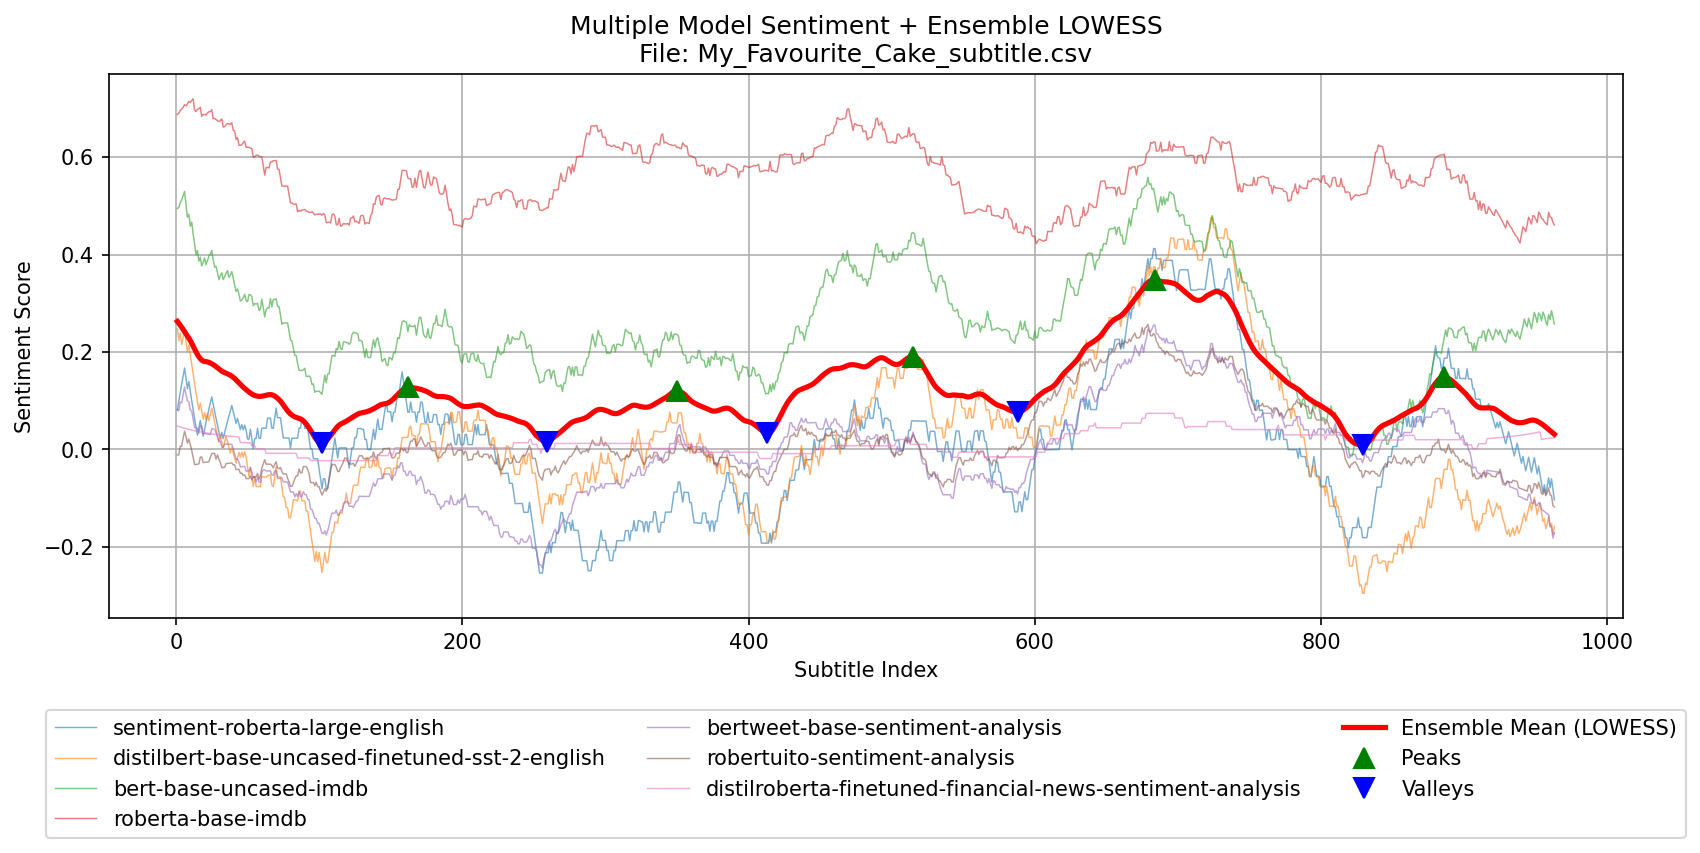 Multiple Model Sentiment + Ensemble LOWESS
File: My_Favourite_Cake_subtitle.csv
Sentiment Score
0.6
0.4
0.2
0.0
−0.2
0 200 400 600 800 1000
Subtitle Index
sentiment-roberta-large-english
distilbert-base-uncased-finetuned-sst-2-english
bert-base-uncased-imdb
roberta-base-imdb
bertweet-base-sentiment-analysis
robertuito-sentiment-analysis
distilroberta-finetuned-financial-news-sentiment-analysis
Ensemble Mean (LOWESS)
Peaks
Valleys